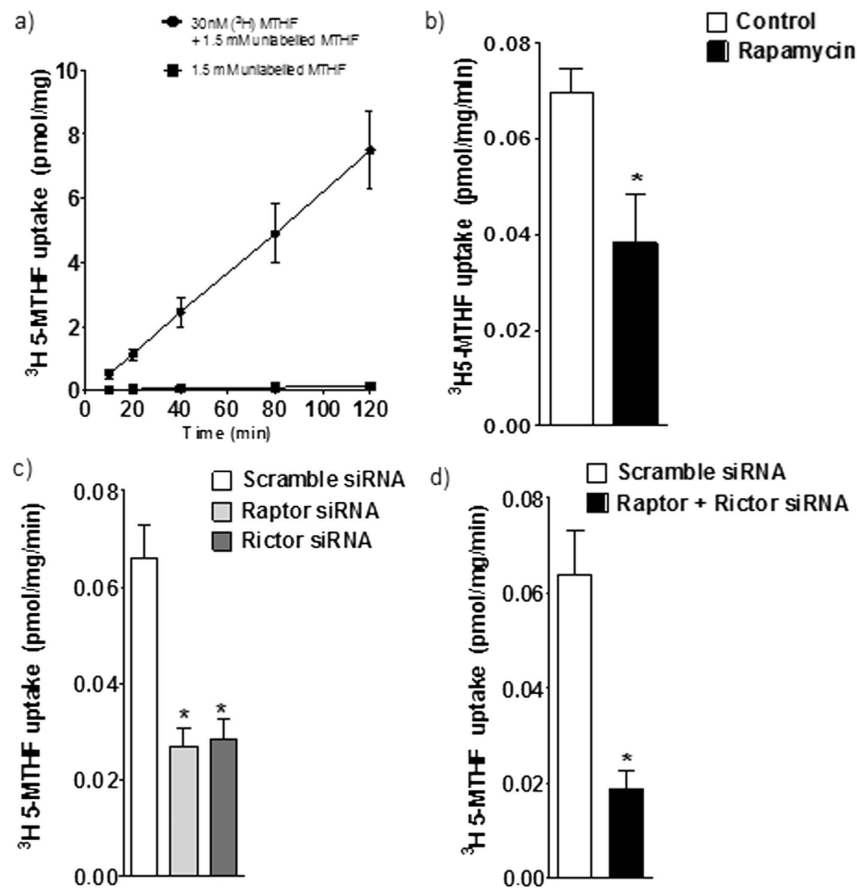 a)
30nM (³H) MTHF
+ 1.5 mM unlabelled MTHF
1.5 mM unlabelled MTHF
³H 5-MTHF uptake (pmol/mg)
10
8
6
4
2
0
0 20 40 60 80 100 120
Time (min)
b)
Control
Rapamycin
³H5-MTHF uptake (pmol/mg/min)
0.08
0.06
0.04
0.02
0.00
*
c)
Scramble siRNA
Raptor siRNA
Rictor siRNA
³H 5-MTHF uptake (pmol/mg/min)
0.08
0.06
0.04
0.02
0.00
* *
d)
Scramble siRNA
Raptor + Rictor siRNA
³H 5-MTHF uptake (pmol/mg/min)
0.08
0.06
0.04
0.02
0.00
*